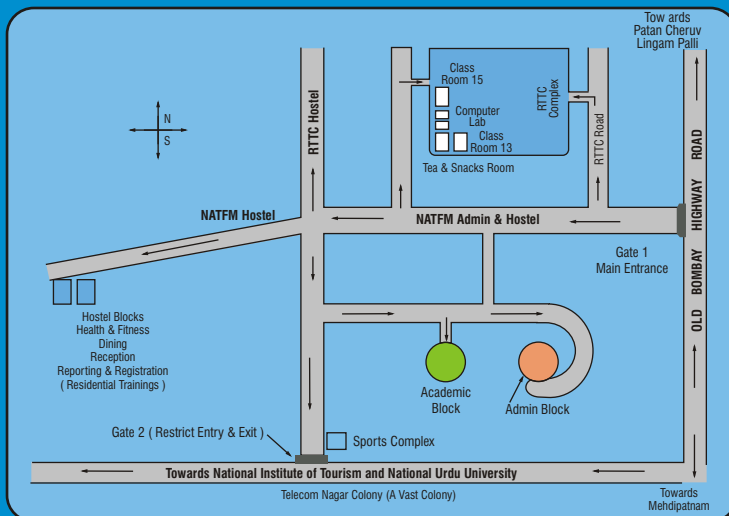 Tow ards
Patan Cheruv
Lingam Palli
Class
Room 15
Computer
Lab
Class
Room 13
RTTC
Complex
Tea & Snacks Room
RTTC Road
RTTC Hostel
N
S
OLD BOMBAY HIGHWAY ROAD
NATFM Hostel
NATFM Admin & Hostel
Gate 1
Main Entrance
Hostel Blocks
Health & Fitness
Dining
Reception
Reporting & Registration
( Residential Trainings )
Academic
Block
Admin Block
Gate 2 ( Restrict Entry & Exit )
Sports Complex
Towards National Institute of Tourism and National Urdu University
Telecom Nagar Colony (A Vast Colony)
Towards
Mehdipatnam